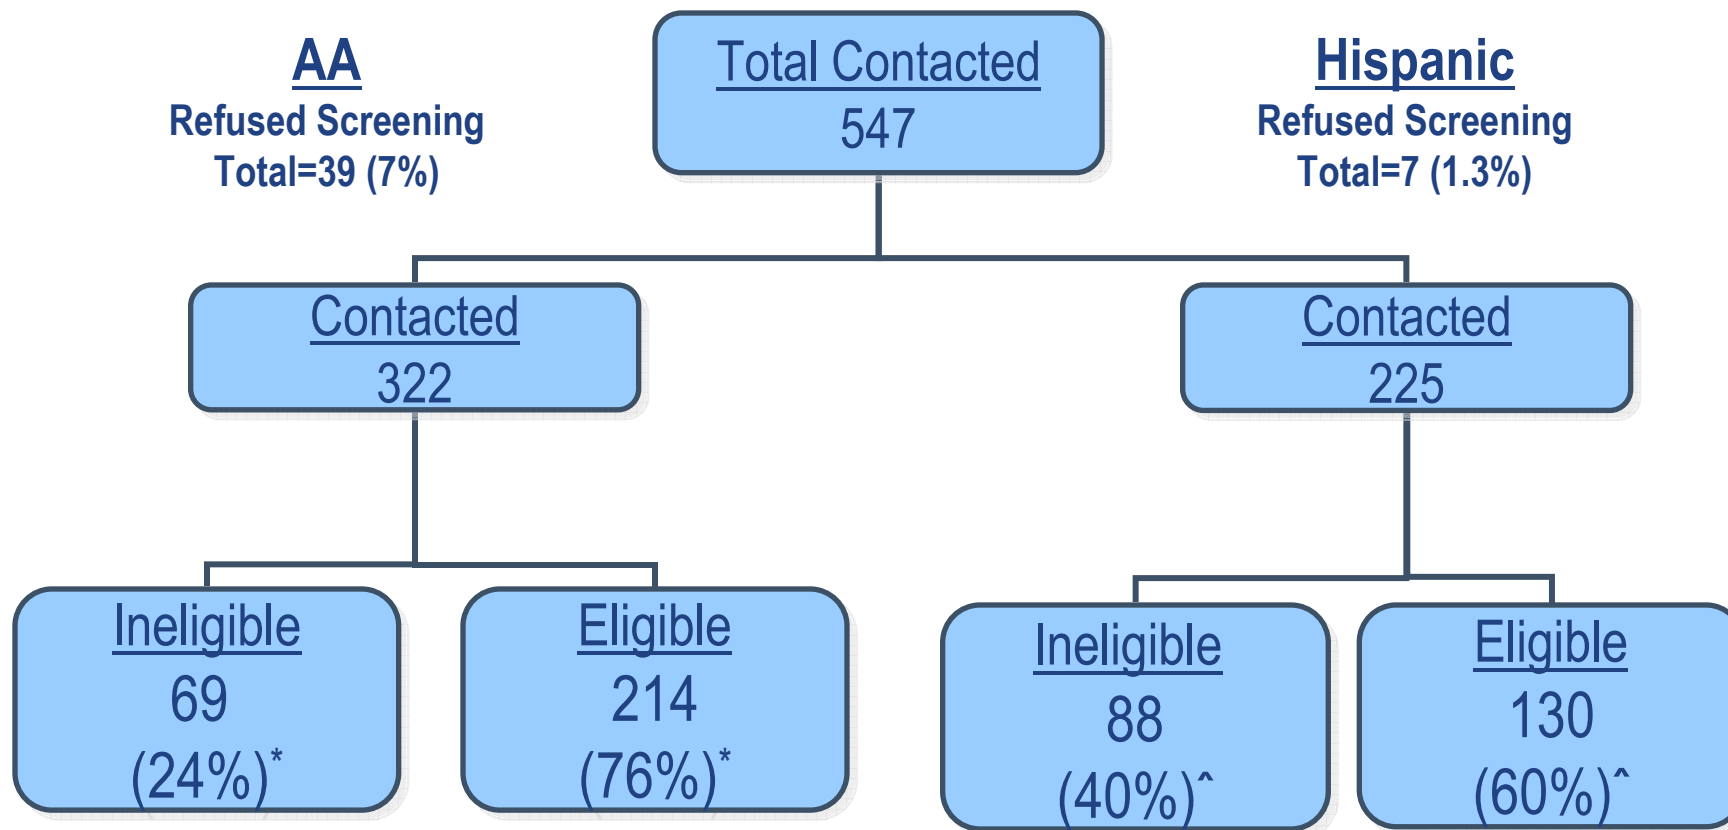 AA
Refused Screening
Total=39 (7%)
Total Contacted
547
Hispanic
Refused Screening
Total=7 (1.3%)
Contacted
322
Contacted
225
Ineligible
69
(24%)*
Eligible
214
(76%)*
Ineligible
88
(40%)^
Eligible
130
(60%)^